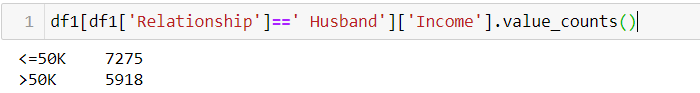 1 df1[df1['Relationship']==' Husband']['Income'].value_counts()
<=50K 7275
>50K 5918